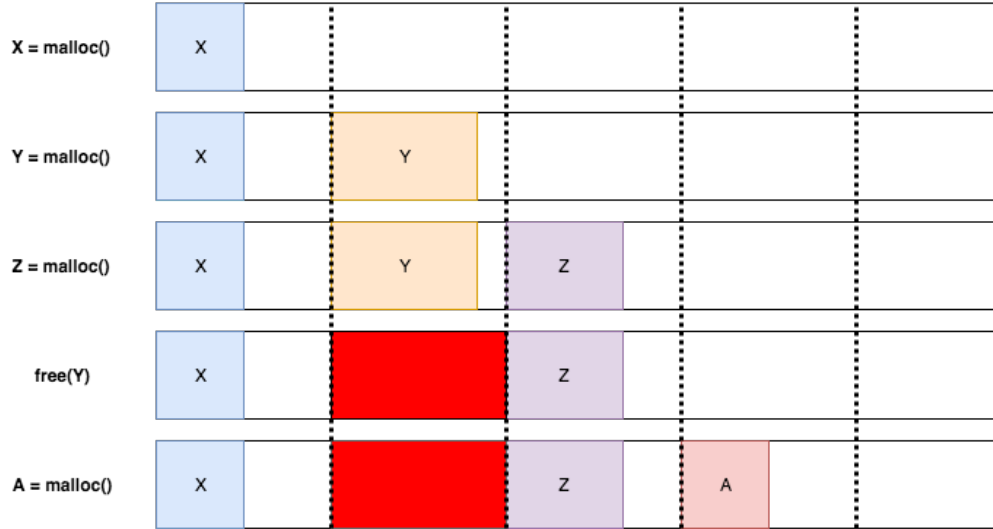 X = malloc() X
Y = malloc() X Y
Z = malloc() X Y Z
free(Y) X Z
A = malloc() X Z A